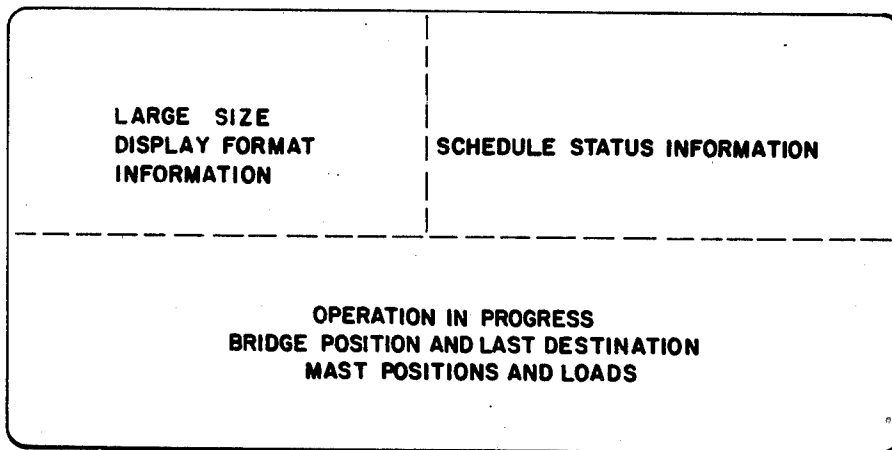 LARGE SIZE
DISPLAY FORMAT
INFORMATION
SCHEDULE STATUS INFORMATION
OPERATION IN PROGRESS
BRIDGE POSITION AND LAST DESTINATION
MAST POSITIONS AND LOADS